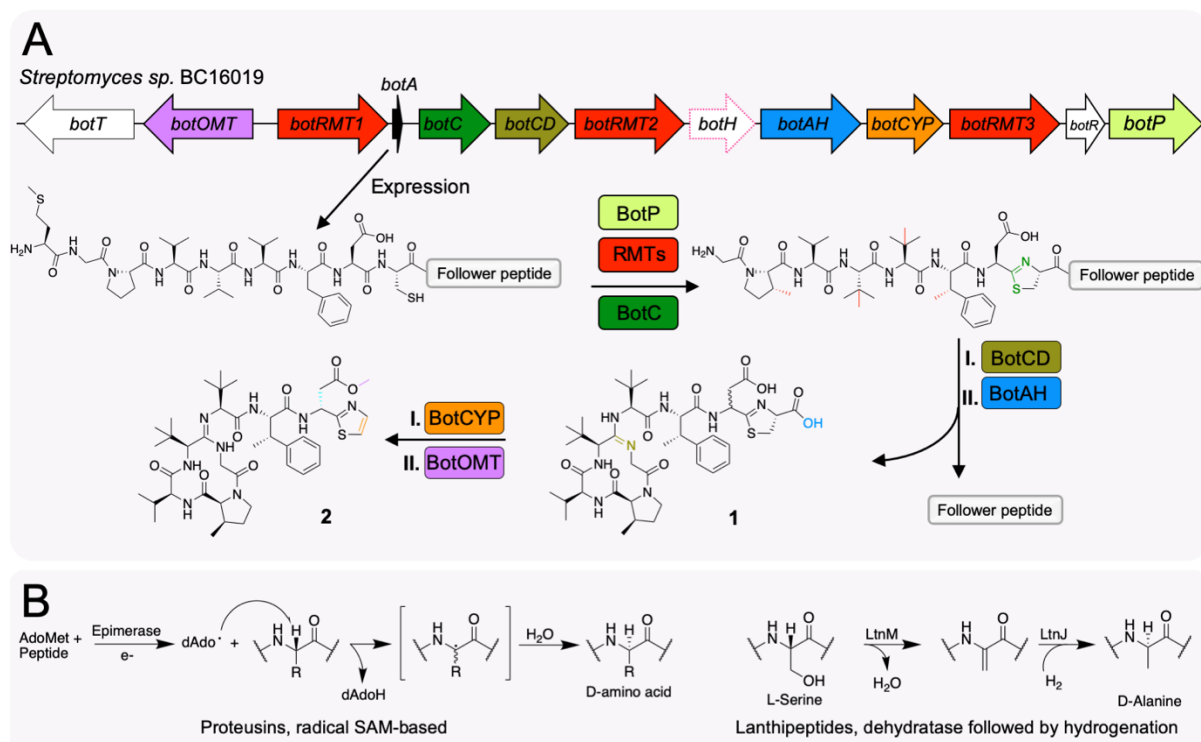 A
Streptomyces sp. BC16019
botA
botT
botOMT
botRMT1
botC
botCD
botRMT2
botH
botAH
botCYP
botRMT3
botR
botP
Expression
BotP
RMTs
BotC
Follower peptide
Follower peptide
I. BotCD
II. BotAH
I. BotCYP
II. BotOMT
Follower peptide
2
1
B
AdoMet +
Peptide
Epimerase
e-
dAdo· +
dAdoH
H₂O
D-amino acid
Proteusins, radical SAM-based
L-Serine
LtnM
H₂O
LtnJ
H₂
D-Alanine
Lanthipeptides, dehydratase followed by hydrogenation